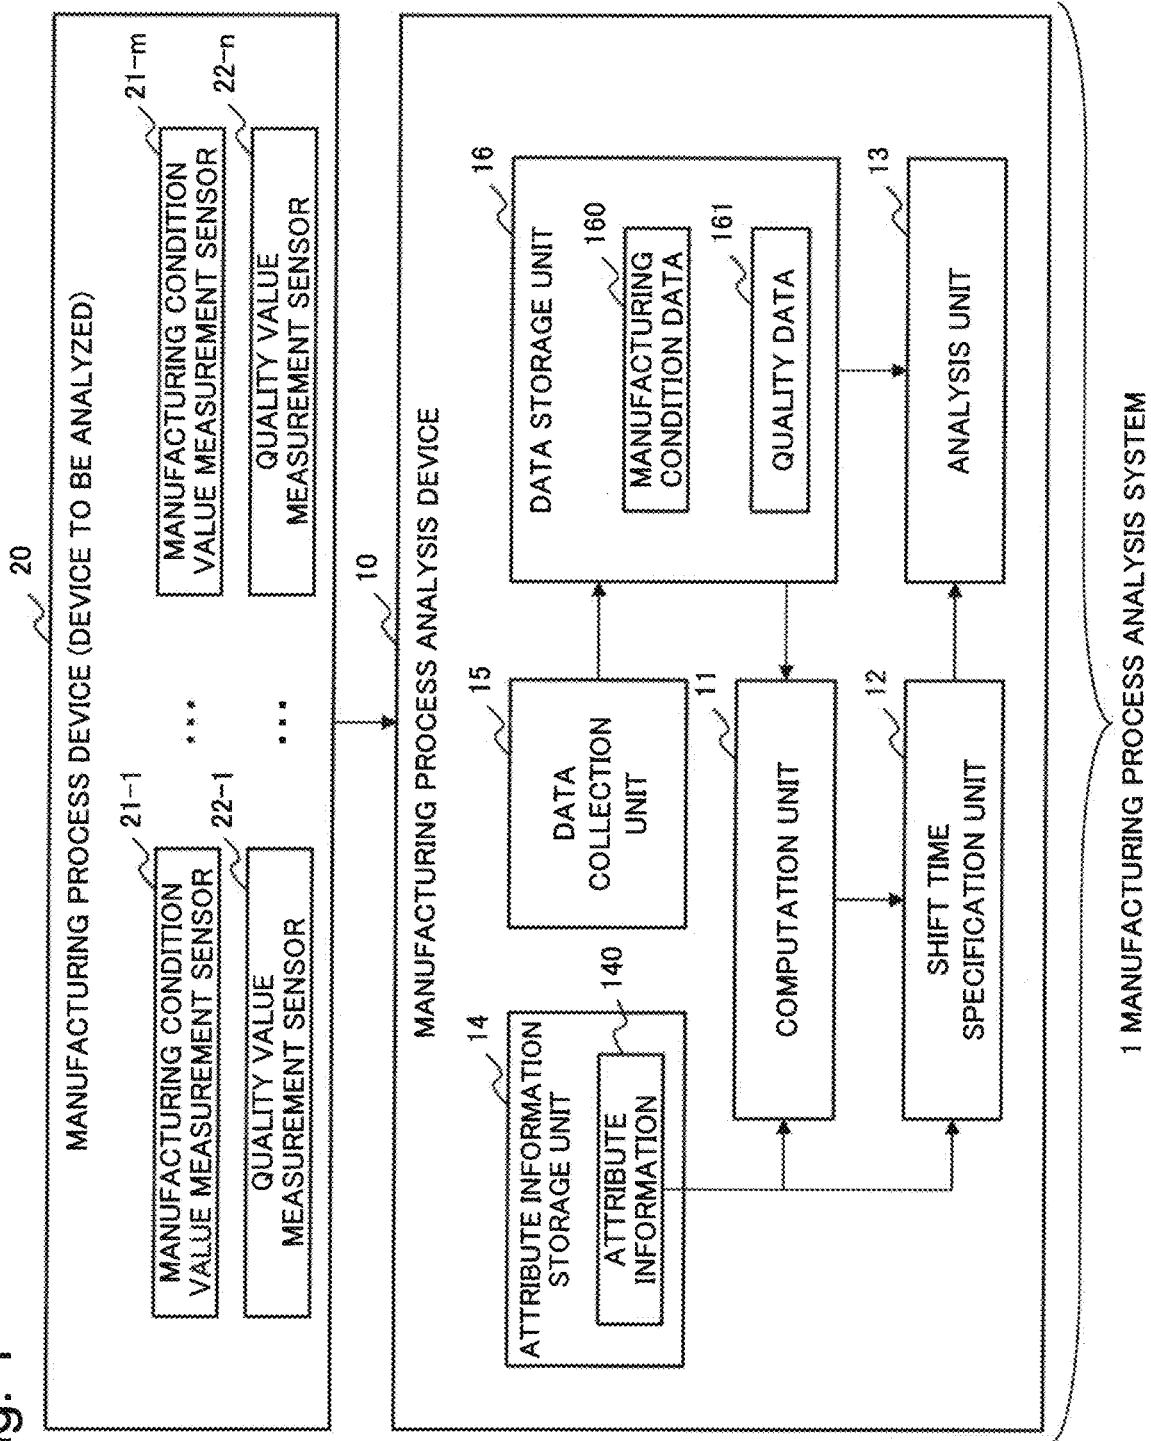 g. 1
20
MANUFACTURING PROCESS DEVICE (DEVICE TO BE ANALYZED)
21-1
MANUFACTURING CONDITION
VALUE MEASUREMENT SENSOR
22-1
QUALITY VALUE
MEASUREMENT SENSOR
...
...
21-m
MANUFACTURING CONDITION
VALUE MEASUREMENT SENSOR
22-n
QUALITY VALUE
MEASUREMENT SENSOR
10
MANUFACTURING PROCESS ANALYSIS DEVICE
14
ATTRIBUTE INFORMATION
STORAGE UNIT
140
ATTRIBUTE
INFORMATION
15
DATA
COLLECTION
UNIT
16
DATA STORAGE UNIT
160
MANUFACTURING
CONDITION DATA
161
QUALITY DATA
11
COMPUTATION UNIT
12
SHIFT TIME
SPECIFICATION UNIT
13
ANALYSIS UNIT
1 MANUFACTURING PROCESS ANALYSIS SYSTEM